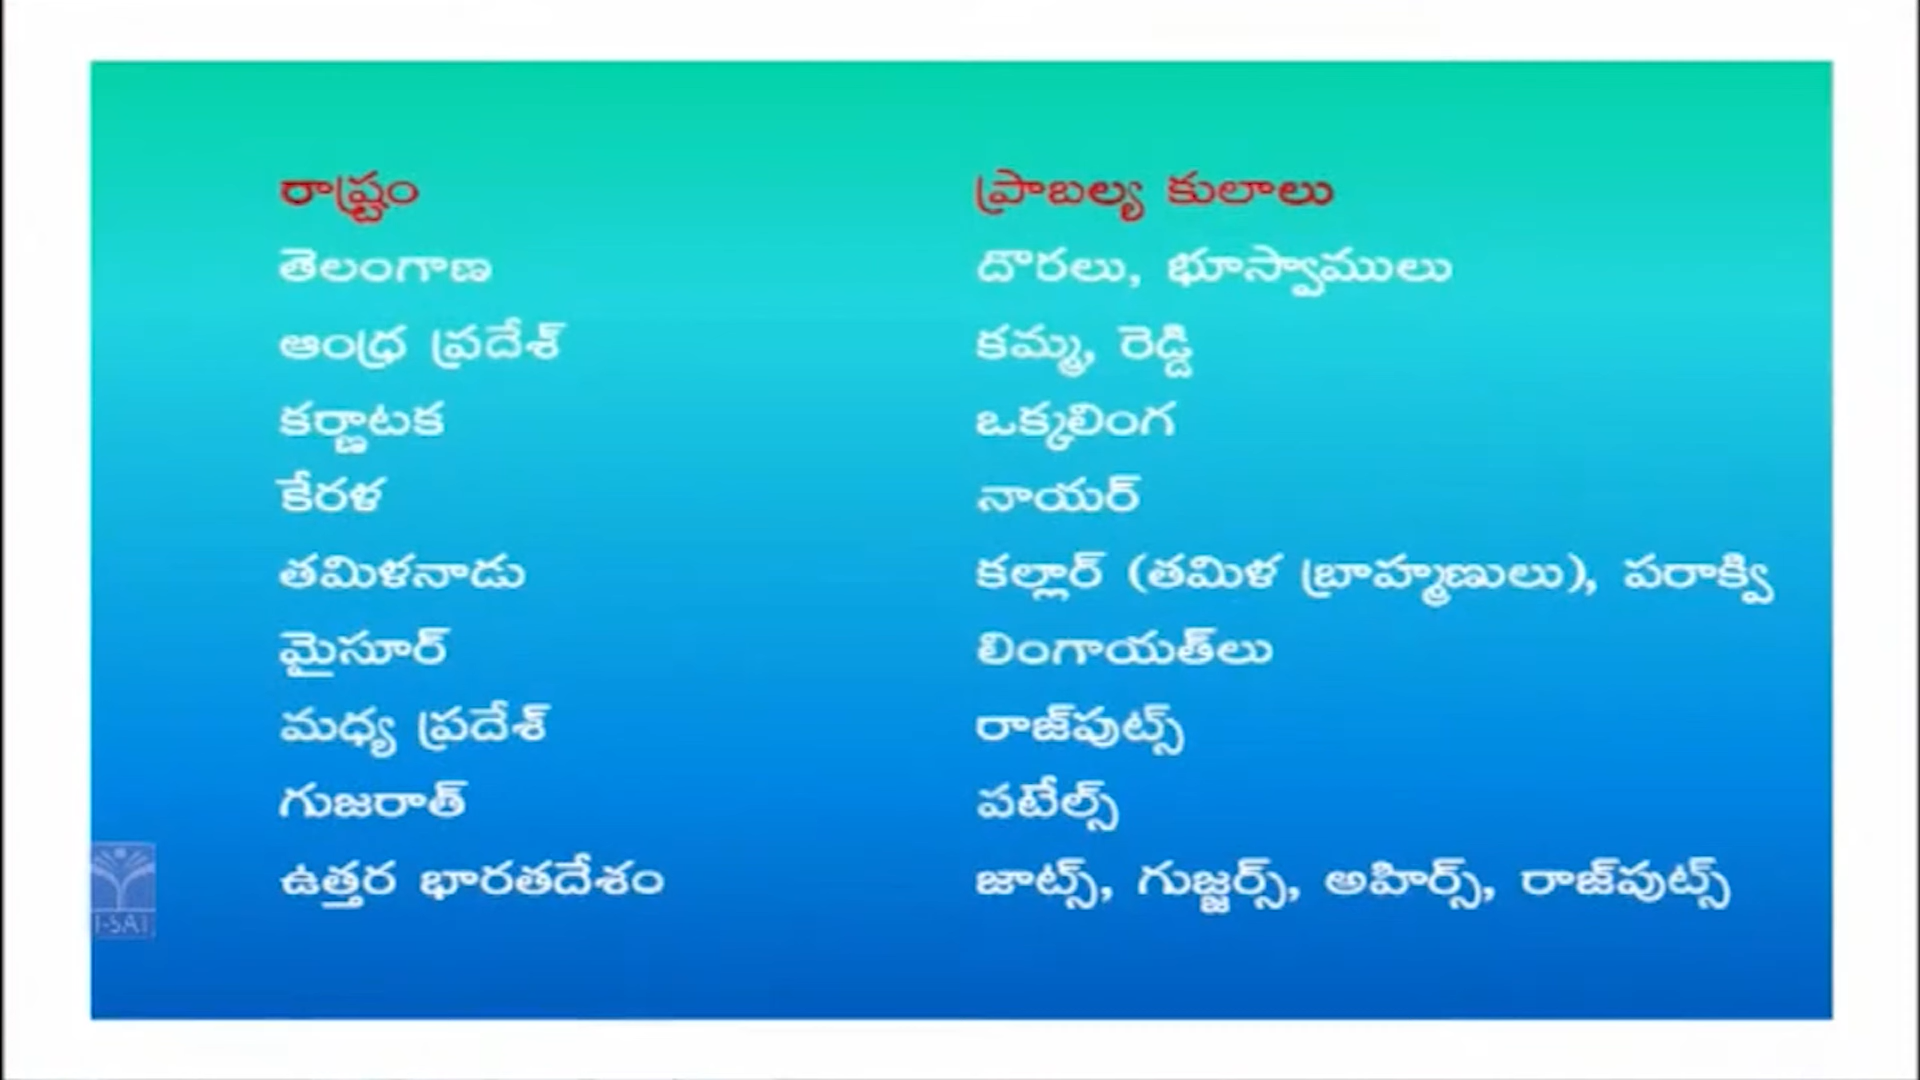 రాష్ట్రం ప్రాబల్య కులాలు
తెలంగాణ దొరలు, భూస్వాములు
ఆంధ్ర ప్రదేశ్ కమ్మ, రెడ్డి
కర్ణాటక ఒక్కలింగ
కేరళ నాయర్
తమిళనాడు కల్లార్ (తమిళ బ్రాహ్మణులు), పరాక్వి
మైసూర్ లింగాయత్‌లు
మధ్య ప్రదేశ్ రాజ్‌పుట్స్
గుజరాత్ పటేల్స్
ఉత్తర భారతదేశం జాట్స్, గుజ్జర్స్, అహిర్స్, రాజ్‌పుట్స్
T-SAT